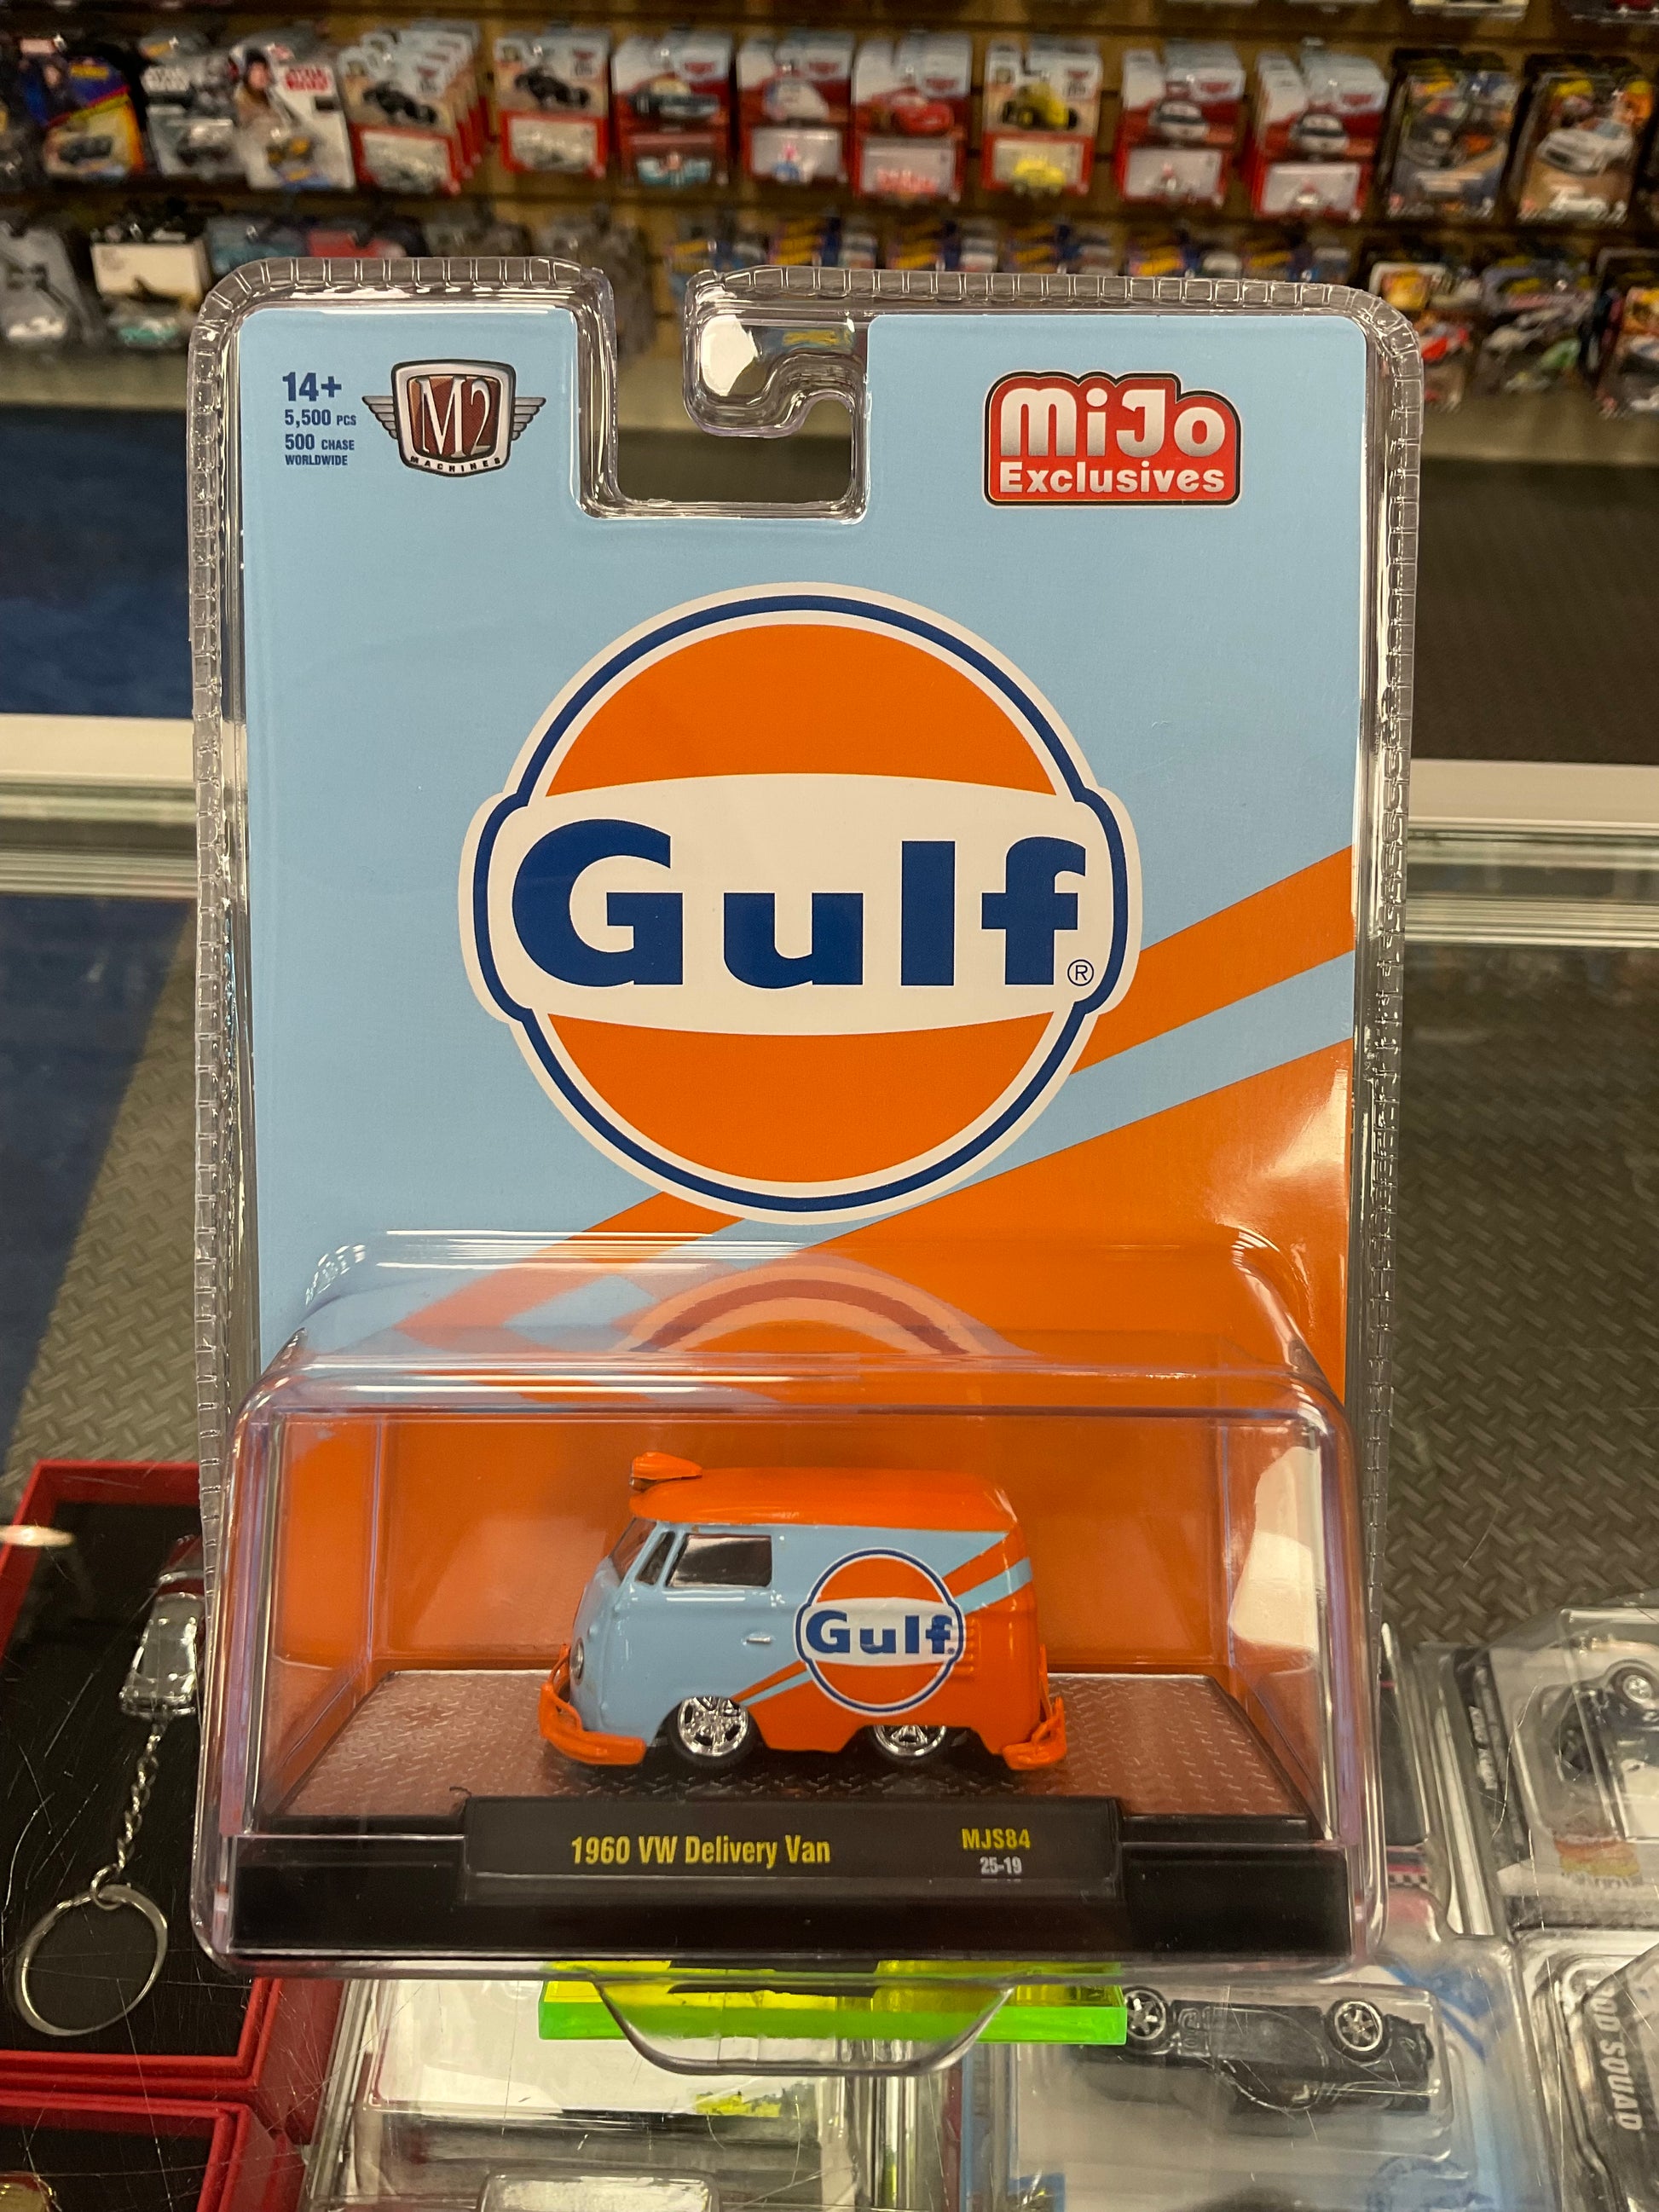 14+
5,500 PCS
500 CHASE
WORLDWIDE
M2
MACHINES
MiJo
Exclusives
Gulf®
Gulf
1960 VW Delivery Van
MJS84
25-19
SQUAD